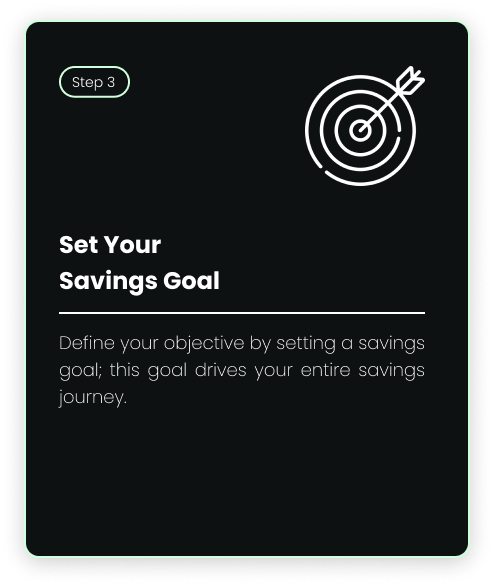 Step 3
Set Your
Savings Goal
Define your objective by setting a savings
goal; this goal drives your entire savings
journey.